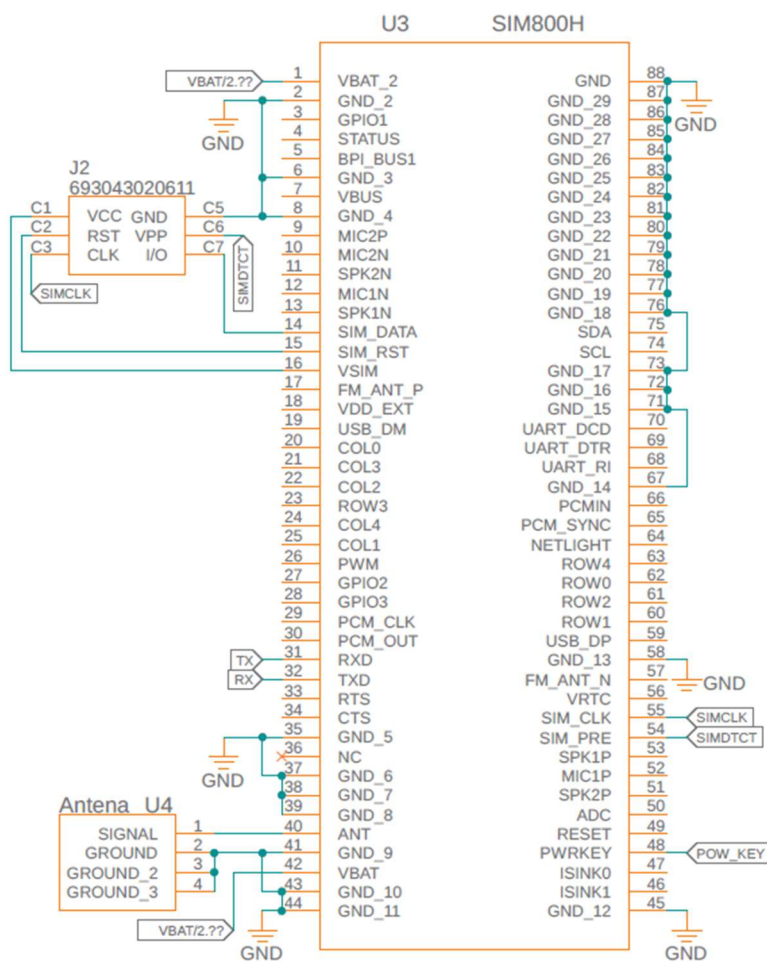 U3 SIM800H
VBAT/2.??
1 VBAT_2 GND 88
2 GND_2 GND_29 87
3 GPIO1 GND_28 86
4 STATUS GND_27 85
5 BPI_BUS1 GND_26 84
6 GND_3 GND_25 83
7 VBUS GND_24 82
8 GND_4 GND_23 81
9 MIC2P GND_22 80
10 MIC2N GND_21 79
11 SPK2N GND_20 78
12 MIC1N GND_19 77
13 SPK1N GND_18 76
14 SIM_DATA SDA 75
15 SIM_RST SCL 74
16 VSIM GND_17 73
17 FM_ANT_P GND_16 72
18 VDD_EXT GND_15 71
19 USB_DM UART_DCD 70
20 COL0 UART_DTR 69
21 COL3 UART_RI 68
22 COL2 GND_14 67
23 ROW3 PCMIN 66
24 COL4 PCM_SYNC 65
25 COL1 NETLIGHT 64
26 PWM ROW4 63
27 GPIO2 ROW0 62
28 GPIO3 ROW2 61
29 PCM_CLK ROW1 60
30 PCM_OUT USB_DP 59
31 RXD GND_13 58
32 TXD FM_ANT_N 57
33 RTS VRTC 56
34 CTS SIM_CLK 55
35 GND_5 SIM_PRE 54
36 NC SPK1P 53
37 GND_6 MIC1P 52
38 GND_7 SPK2P 51
39 GND_8 ADC 50
40 ANT RESET 49
41 GND_9 PWRKEY 48
42 VBAT ISINK0 47
43 GND_10 ISINK1 46
44 GND_11 GND_12 45
GND
GND
J2
693043020611
C1 VCC GND C5
C2 RST VPP C6
C3 CLK I/O C7
SIMCLK
SIMDTCT
TX
RX
GND
Antena U4
SIGNAL 1
GROUND 2
GROUND_2 3
GROUND_3 4
VBAT/2.??
GND
GND
SIMCLK
SIMDTCT
POW_KEY
GND